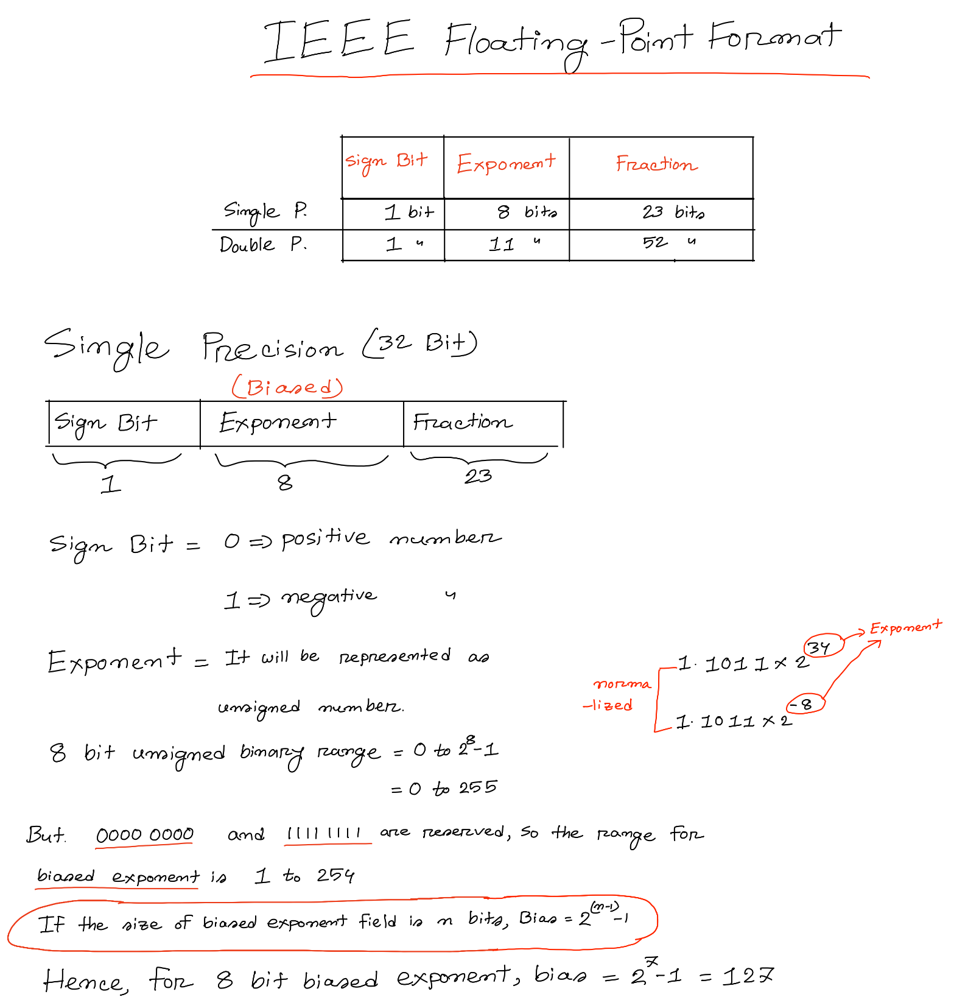 IEEE Floating-Point Format
Sign Bit Exponent Fraction
Single P. 1 bit 8 bits 23 bits
Double P. 1 " 11 " 52 "
Single Precision (32 Bit)
(Biased)
Sign Bit Exponent Fraction
1 8 23
Sign Bit = 0 => positive number
1 => negative "
Exponent = It will be represented as
unsigned number.
Exponent
1.1011 × 2^34
norma
-lized
1.1011 × 2^-8
8 bit unsigned binary range = 0 to 2^8-1
= 0 to 255
But. 0000 0000 and 1111 1111 are reserved, so the range for
biased exponent is 1 to 254
If the size of biased exponent field is n bits, Bias = 2^(n-1)-1
Hence, for 8 bit biased exponent, bias = 2^7-1 = 127